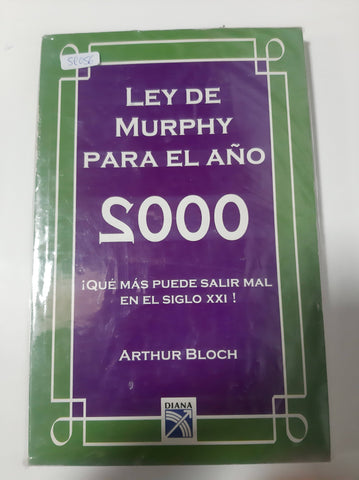 LEY DE
MURPHY
PARA EL AÑO
2000
¡QUÉ MÁS PUEDE SALIR MAL
EN EL SIGLO XXI !
ARTHUR BLOCH
DIANA